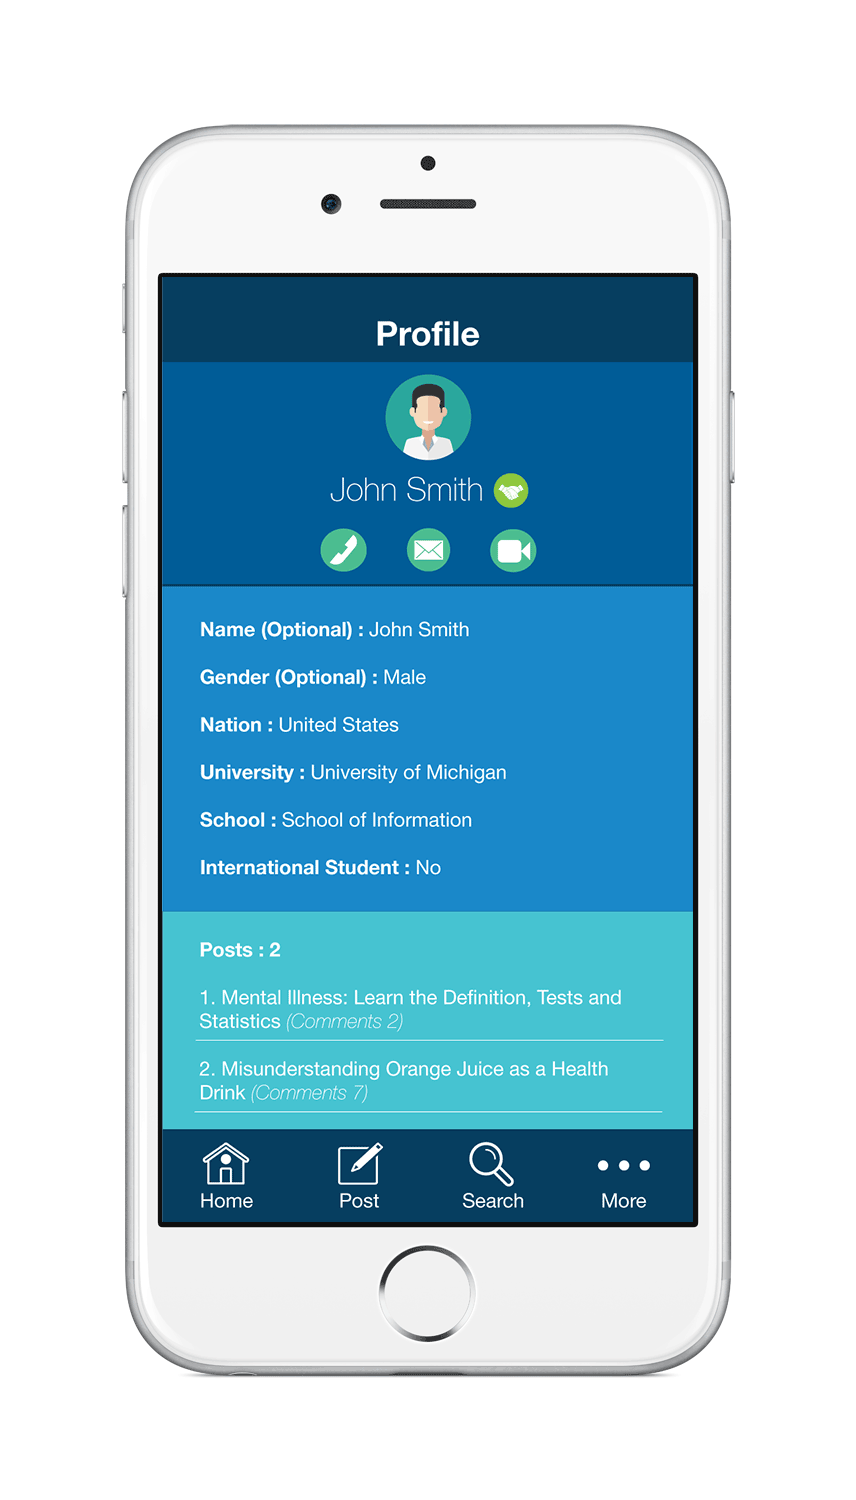 Profile
John Smith
Name (Optional) : John Smith
Gender (Optional) : Male
Nation : United States
University : University of Michigan
School : School of Information
International Student : No
Posts : 2
1. Mental Illness: Learn the Definition, Tests and
Statistics (Comments 2)
2. Misunderstanding Orange Juice as a Health
Drink (Comments 7)
Home Post Search More